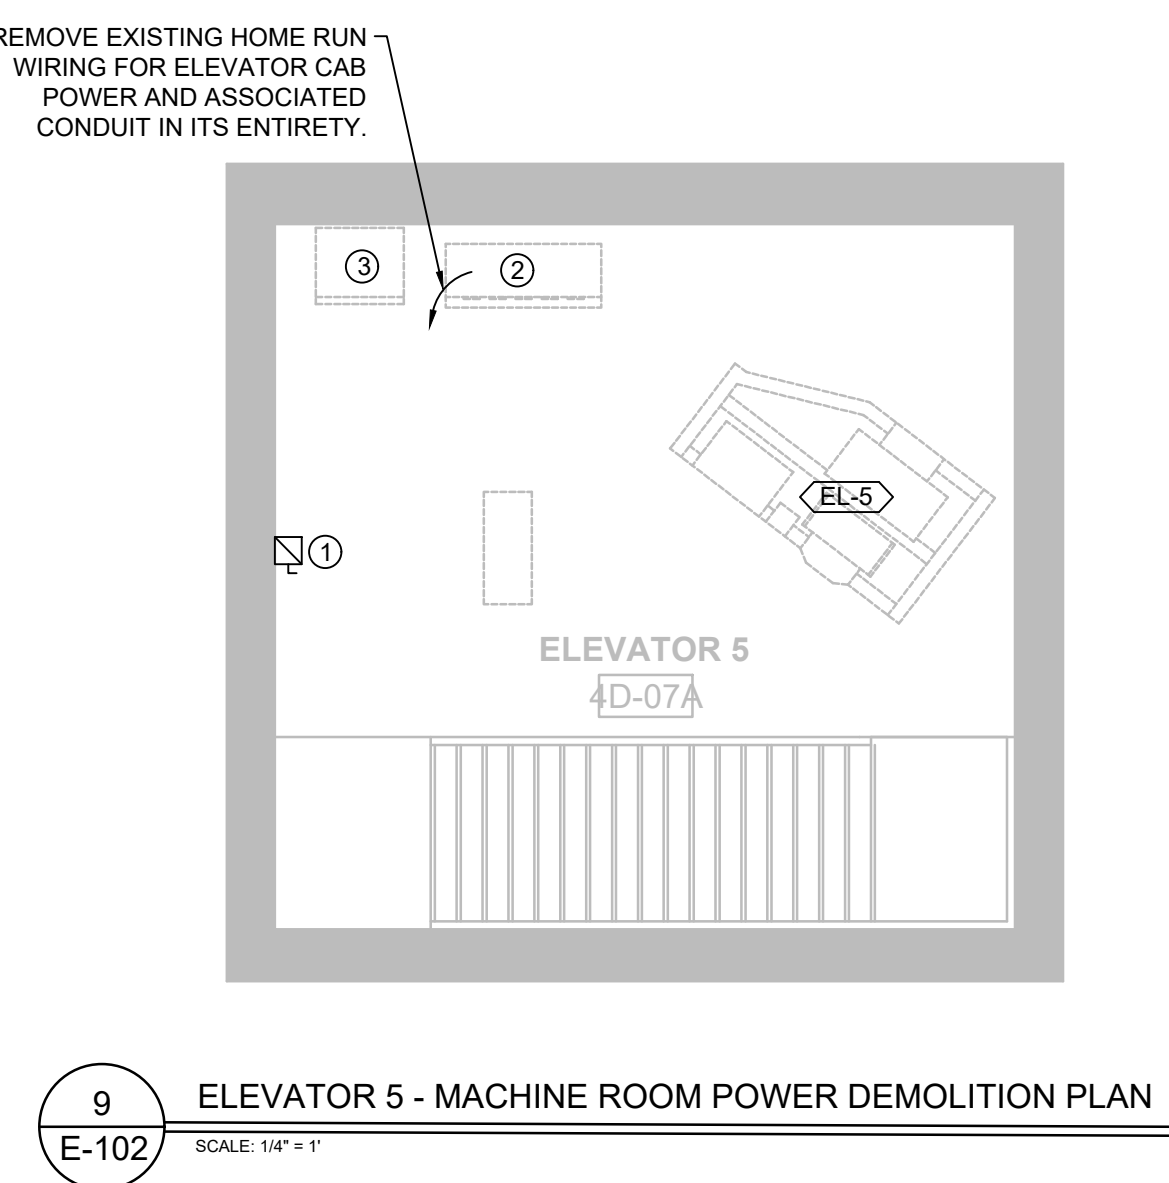 REMOVE EXISTING HOME RUN
WIRING FOR ELEVATOR CAB
POWER AND ASSOCIATED
CONDUIT IN ITS ENTIRETY.
3
2
EL-5
1
ELEVATOR 5
4D-07A
9
E-102
ELEVATOR 5 - MACHINE ROOM POWER DEMOLITION PLAN
SCALE: 1/4" = 1'